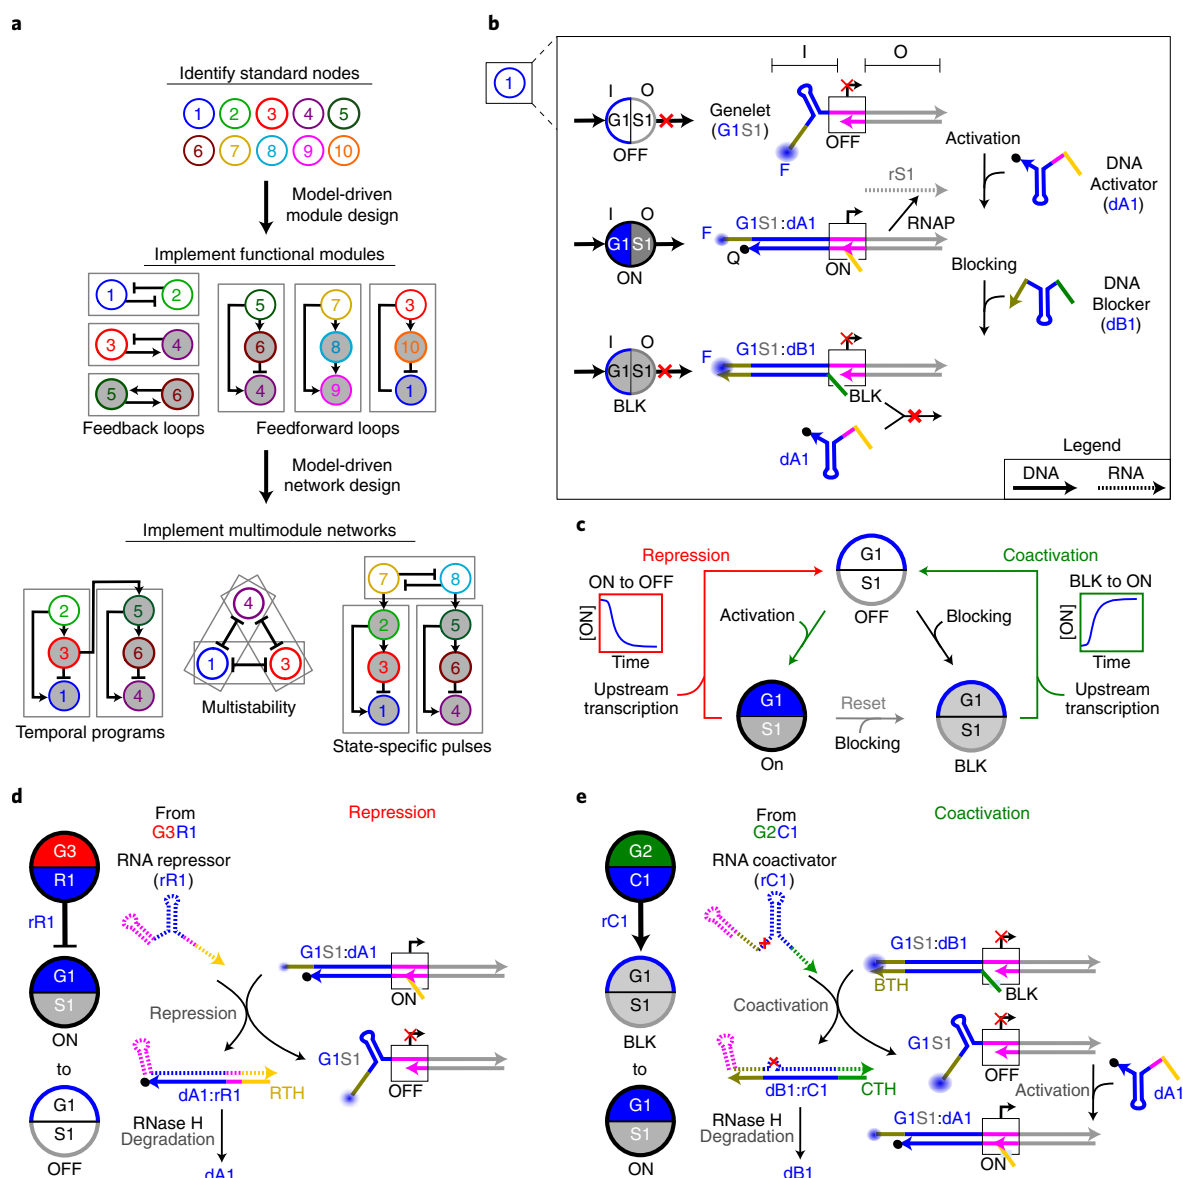 a
Identify standard nodes
1 2 3 4 5
6 7 8 9 10
Model-driven
module design
Implement functional modules
1 2
3 4
5 6
5
6
4
7
8
9
3
10
1
Feedback loops
Feedforward loops
Model-driven
network design
Implement multimodule networks
2
3
1
5
6
4
Temporal programs
4
1
3
Multistability
7 8
2
3
1
5
6
4
State-specific pulses
b
1
I O
I O
G1 S1
OFF
Genelet
(G1S1)
F
OFF
Activation
DNA
Activator
(dA1)
rS1
RNAP
I O
G1 S1
ON
G1S1:dA1
F
Q
ON
Blocking
DNA
Blocker
(dB1)
I O
G1 S1
BLK
G1S1:dB1
F
BLK
dA1
Legend
DNA RNA
c
Repression
Coactivation
ON to OFF
[ON]
Time
G1
S1
OFF
BLK to ON
[ON]
Time
Activation
Blocking
Upstream
transcription
Upstream
transcription
G1
S1
On
Reset
Blocking
G1
S1
BLK
d
From
G3R1
Repression
G3
R1
RNA repressor
(rR1)
rR1
G1
S1
ON
G1S1:dA1
ON
Repression
to
G1S1
OFF
RTH
dA1:rR1
G1
S1
OFF
RNase H
Degradation
dA1
e
From
G2C1
Coactivation
G2
C1
RNA coactivator
(rC1)
rC1
G1
S1
BLK
G1S1:dB1
BTH
BLK
Coactivation
to
G1S1
OFF
CTH
dB1:rC1
Activation
dA1
G1
S1
ON
RNase H
Degradation
dB1
G1S1:dA1
ON